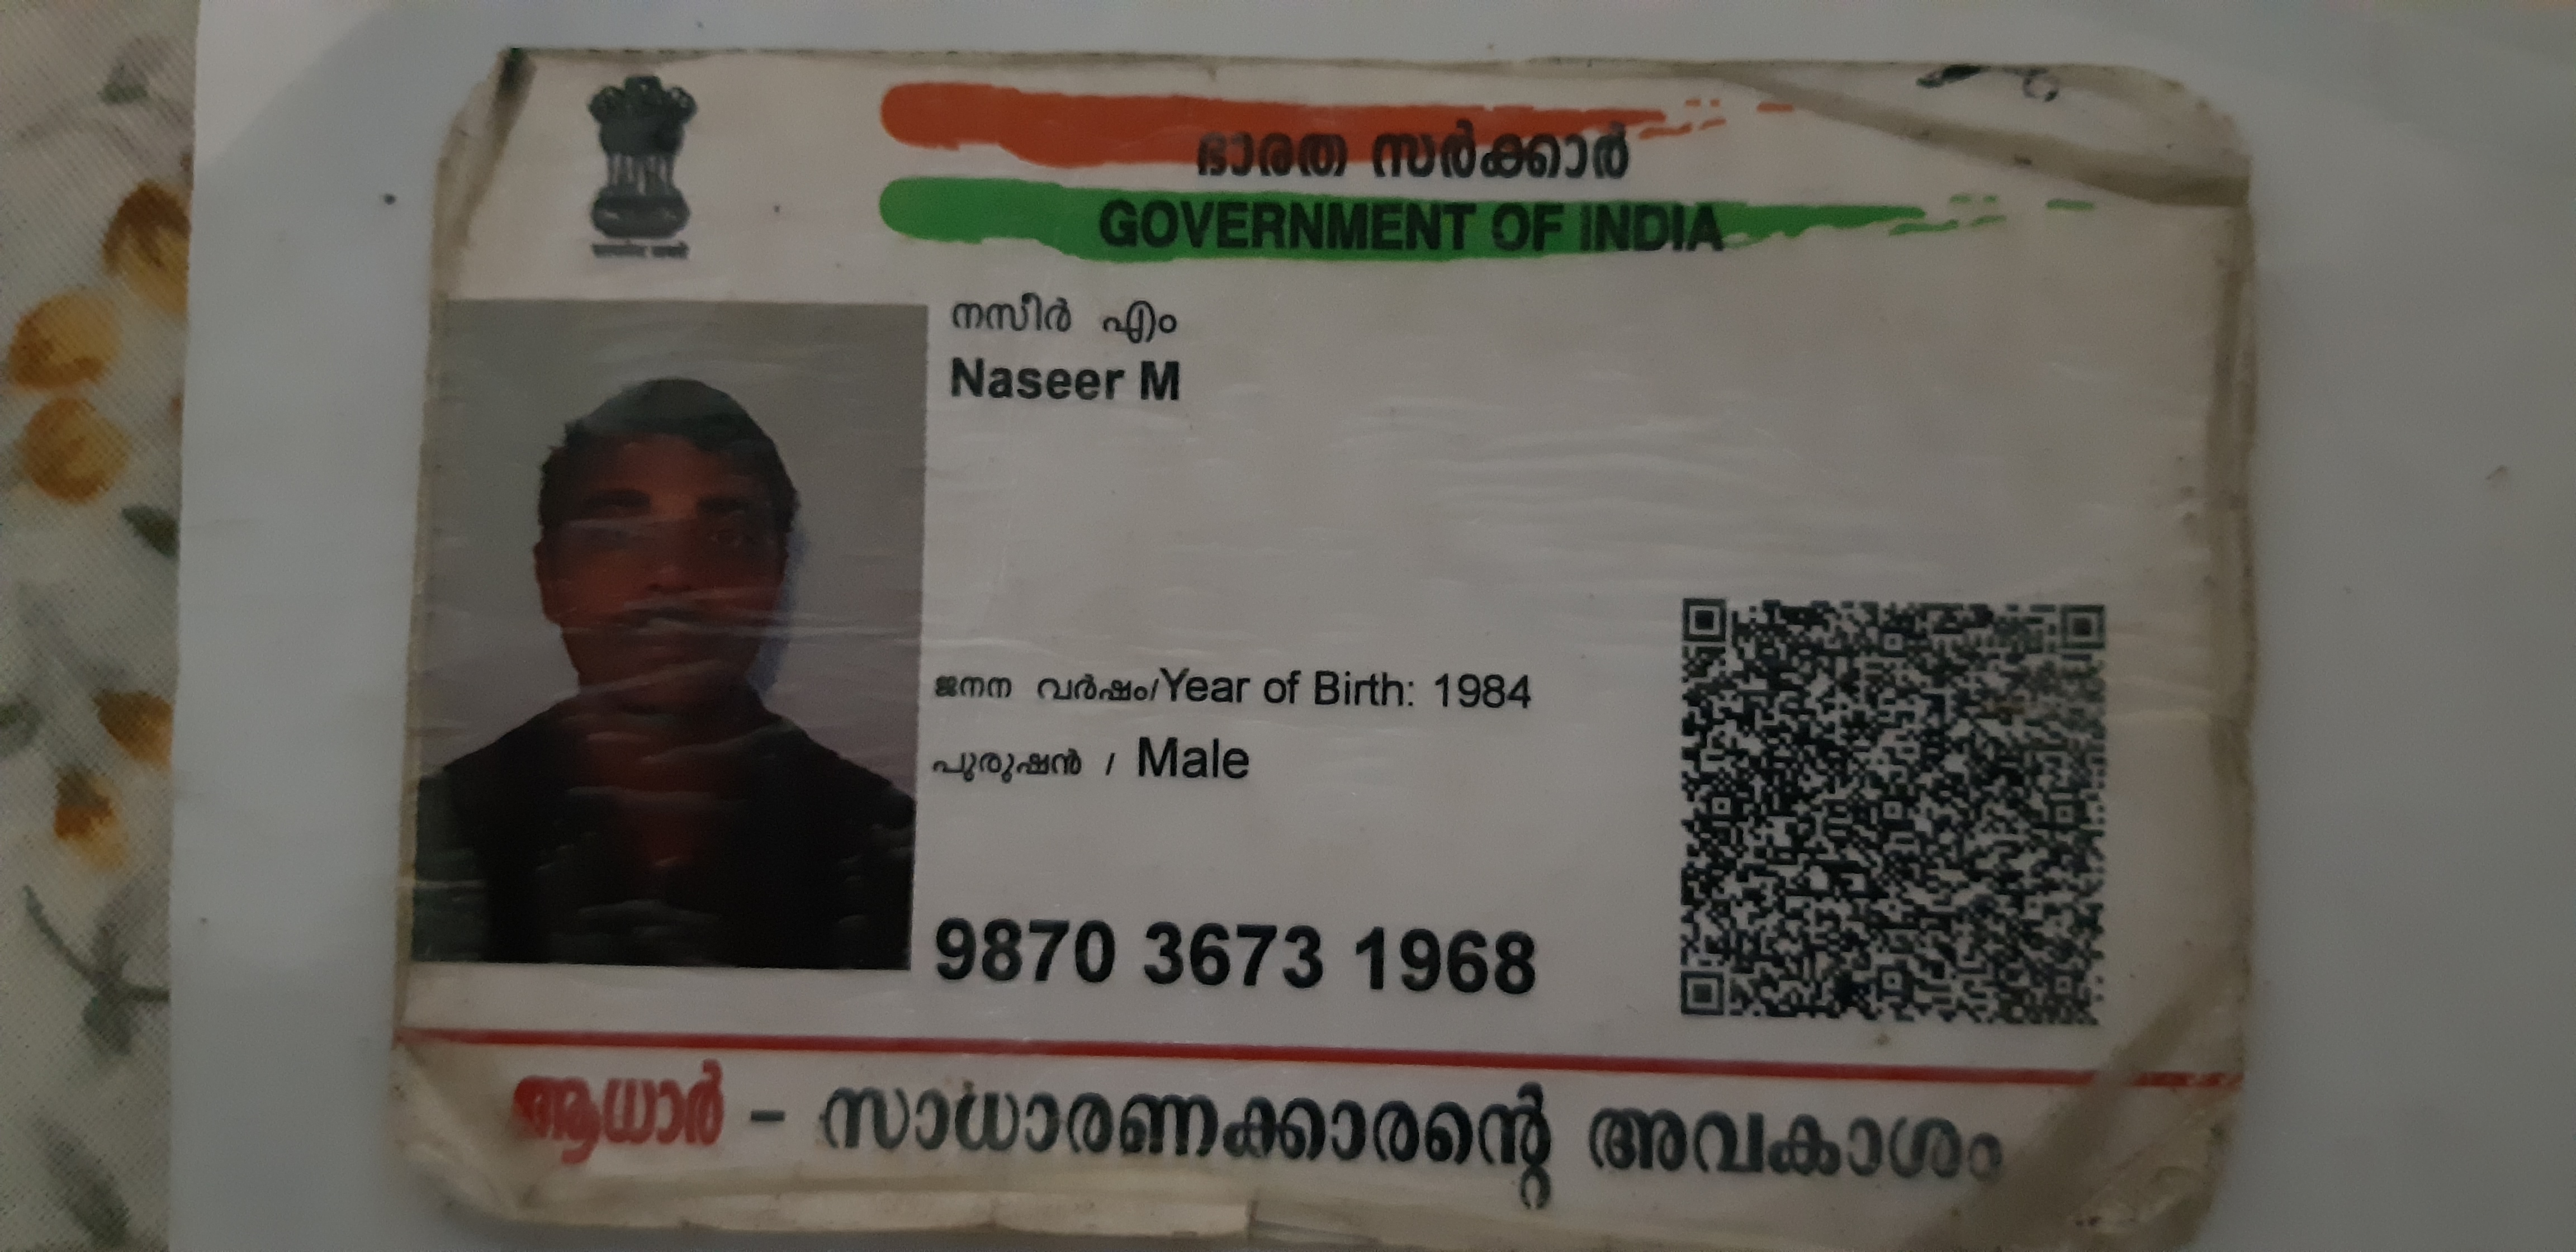 ഭാരത സർക്കാർ
GOVERNMENT OF INDIA
നസീർ എം
Naseer M
ജനന വർഷം/Year of Birth: 1984
പുരുഷൻ / Male
9870 3673 1968
ആധാർ – സാധാരണക്കാരന്റെ അവകാശം